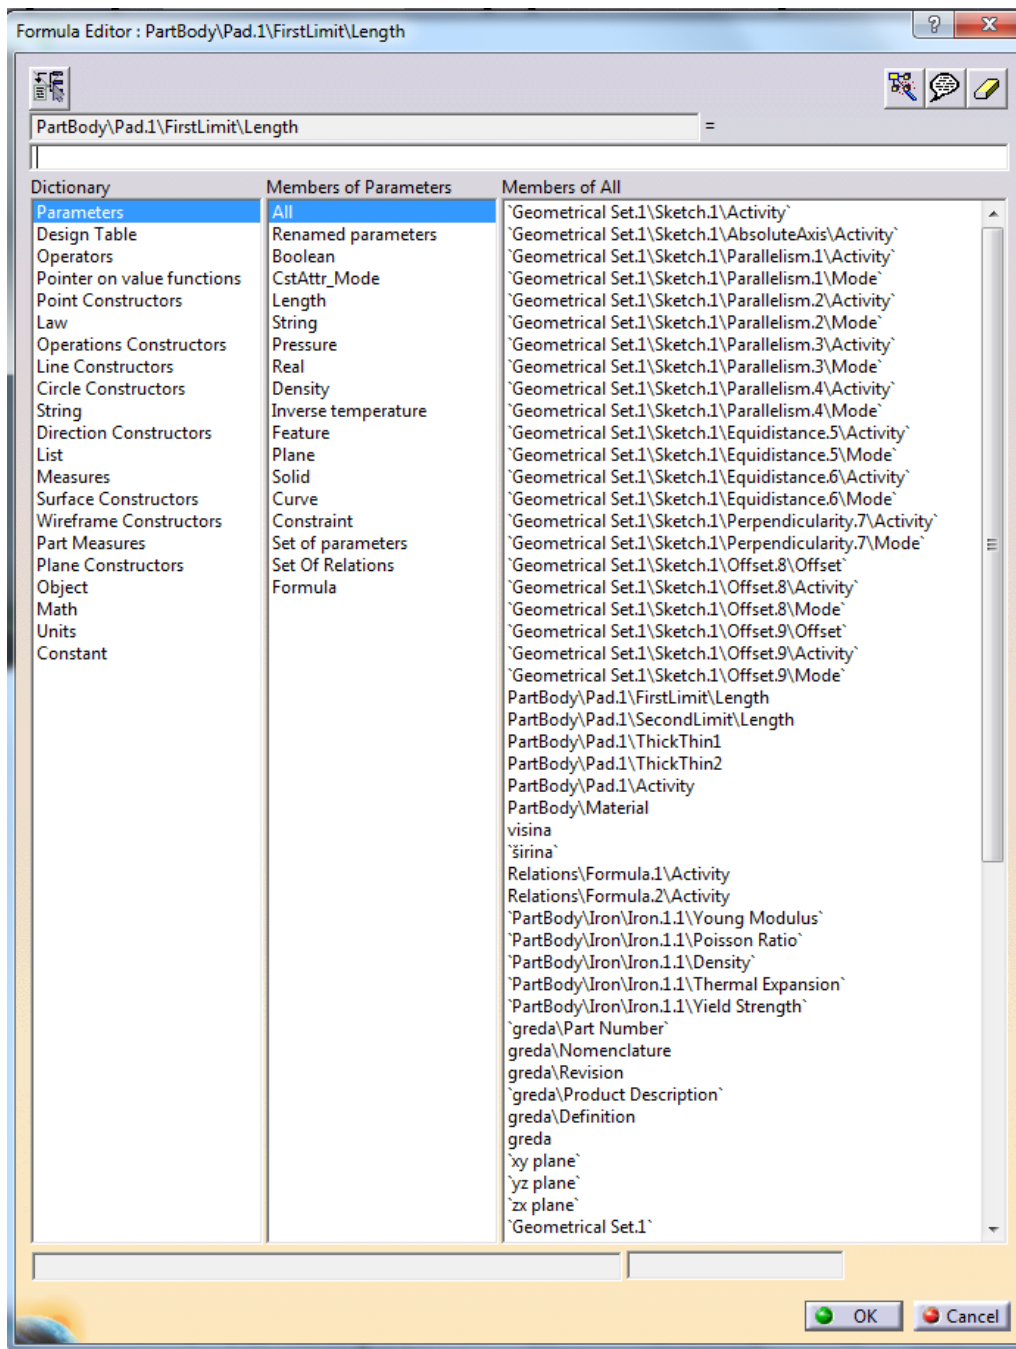 Formula Editor : PartBody\Pad.1\FirstLimit\Length
PartBody\Pad.1\FirstLimit\Length =
Dictionary
Parameters
Design Table
Operators
Pointer on value functions
Point Constructors
Law
Operations Constructors
Line Constructors
Circle Constructors
String
Direction Constructors
List
Measures
Surface Constructors
Wireframe Constructors
Part Measures
Plane Constructors
Object
Math
Units
Constant
Members of Parameters
All
Renamed parameters
Boolean
CstAttr_Mode
Length
String
Pressure
Real
Density
Inverse temperature
Feature
Plane
Solid
Curve
Constraint
Set of parameters
Set Of Relations
Formula
Members of All
`Geometrical Set.1\Sketch.1\Activity`
`Geometrical Set.1\Sketch.1\AbsoluteAxis\Activity`
`Geometrical Set.1\Sketch.1\Parallelism.1\Activity`
`Geometrical Set.1\Sketch.1\Parallelism.1\Mode`
`Geometrical Set.1\Sketch.1\Parallelism.2\Activity`
`Geometrical Set.1\Sketch.1\Parallelism.2\Mode`
`Geometrical Set.1\Sketch.1\Parallelism.3\Activity`
`Geometrical Set.1\Sketch.1\Parallelism.3\Mode`
`Geometrical Set.1\Sketch.1\Parallelism.4\Activity`
`Geometrical Set.1\Sketch.1\Parallelism.4\Mode`
`Geometrical Set.1\Sketch.1\Equidistance.5\Activity`
`Geometrical Set.1\Sketch.1\Equidistance.5\Mode`
`Geometrical Set.1\Sketch.1\Equidistance.6\Activity`
`Geometrical Set.1\Sketch.1\Equidistance.6\Mode`
`Geometrical Set.1\Sketch.1\Perpendicularity.7\Activity`
`Geometrical Set.1\Sketch.1\Perpendicularity.7\Mode`
`Geometrical Set.1\Sketch.1\Offset.8\Offset`
`Geometrical Set.1\Sketch.1\Offset.8\Activity`
`Geometrical Set.1\Sketch.1\Offset.8\Mode`
`Geometrical Set.1\Sketch.1\Offset.9\Offset`
`Geometrical Set.1\Sketch.1\Offset.9\Activity`
`Geometrical Set.1\Sketch.1\Offset.9\Mode`
PartBody\Pad.1\FirstLimit\Length
PartBody\Pad.1\SecondLimit\Length
PartBody\Pad.1\ThickThin1
PartBody\Pad.1\ThickThin2
PartBody\Pad.1\Activity
PartBody\Material
visina
`širina`
Relations\Formula.1\Activity
Relations\Formula.2\Activity
`PartBody\Iron\Iron.1.1\Young Modulus`
`PartBody\Iron\Iron.1.1\Poisson Ratio`
`PartBody\Iron\Iron.1.1\Density`
`PartBody\Iron\Iron.1.1\Thermal Expansion`
`PartBody\Iron\Iron.1.1\Yield Strength`
`greda\Part Number`
greda\Nomenclature
greda\Revision
`greda\Product Description`
greda\Definition
greda
`xy plane`
`yz plane`
`zx plane`
`Geometrical Set.1`
OK
Cancel